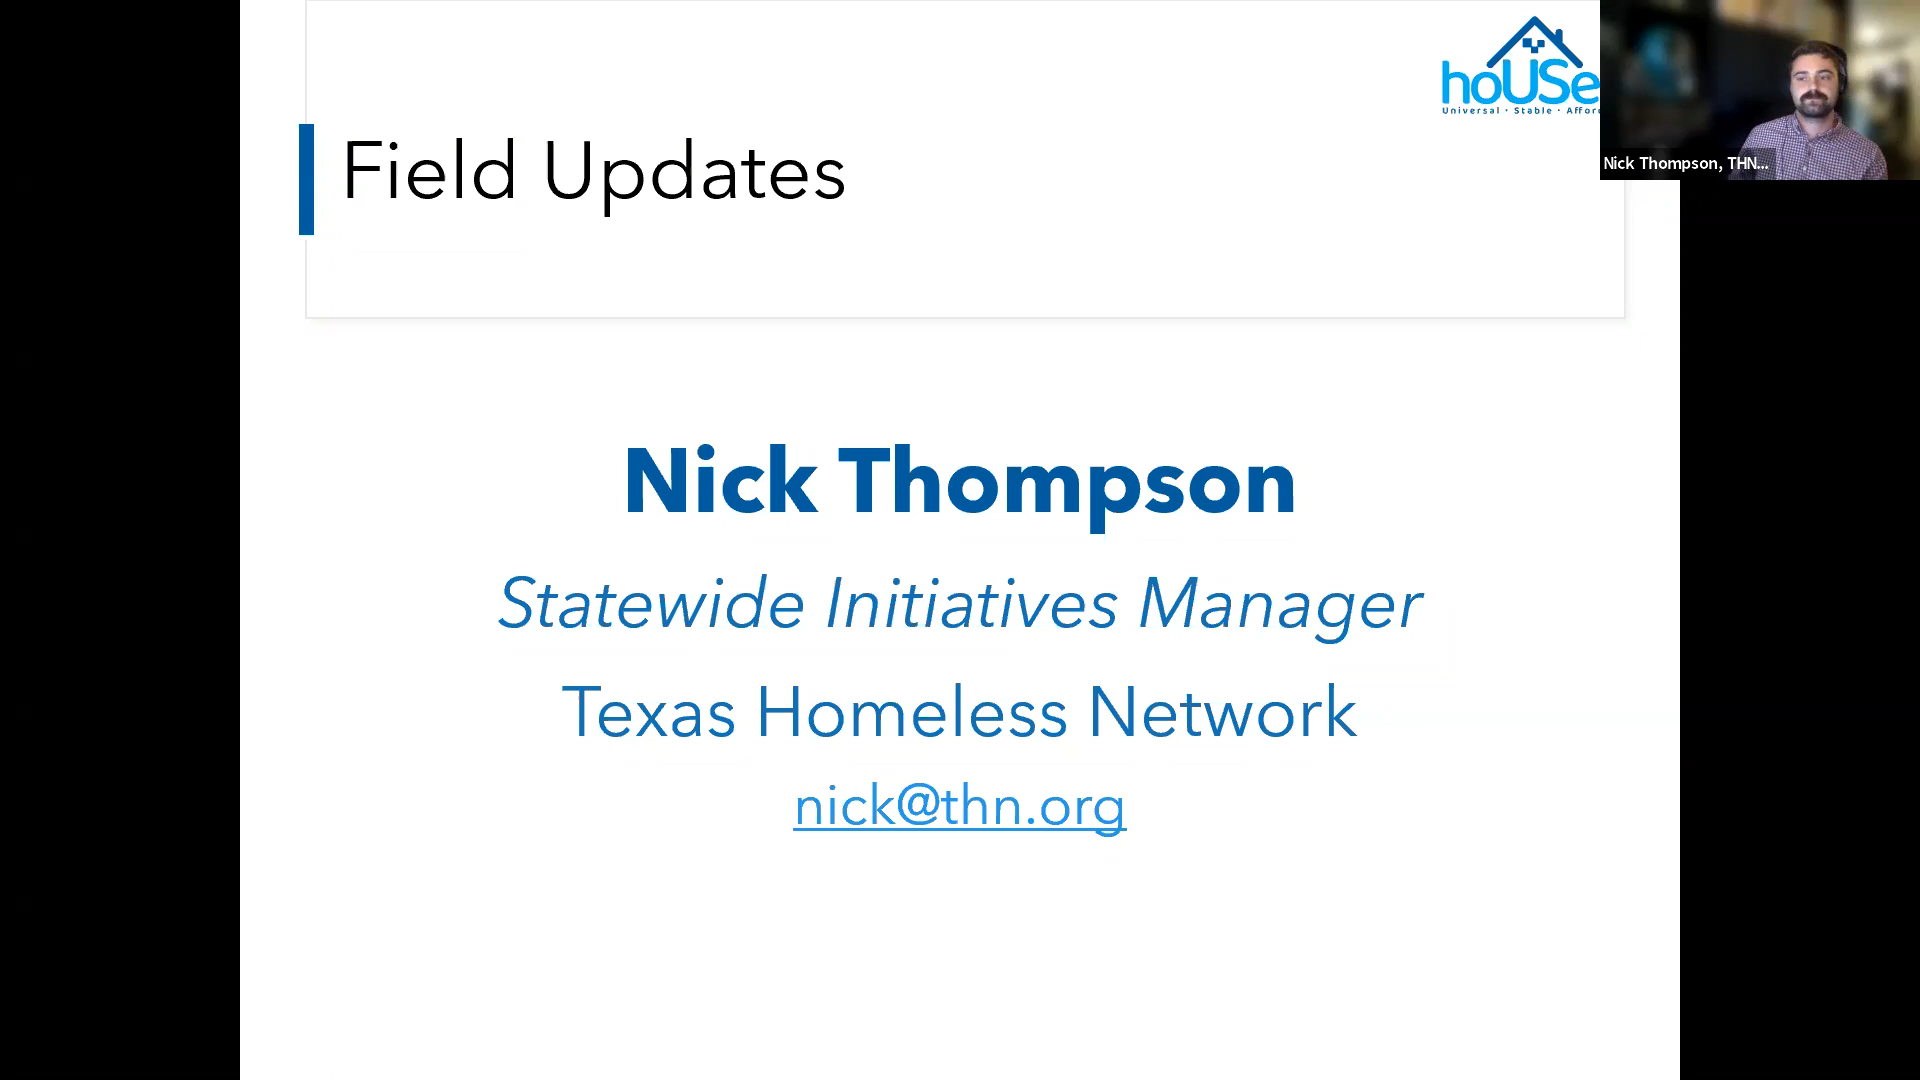 hoUSe
Universal · Stable ·
Nick Thompson, THN...
Field Updates
Nick Thompson
Statewide Initiatives Manager
Texas Homeless Network
nick@thn.org